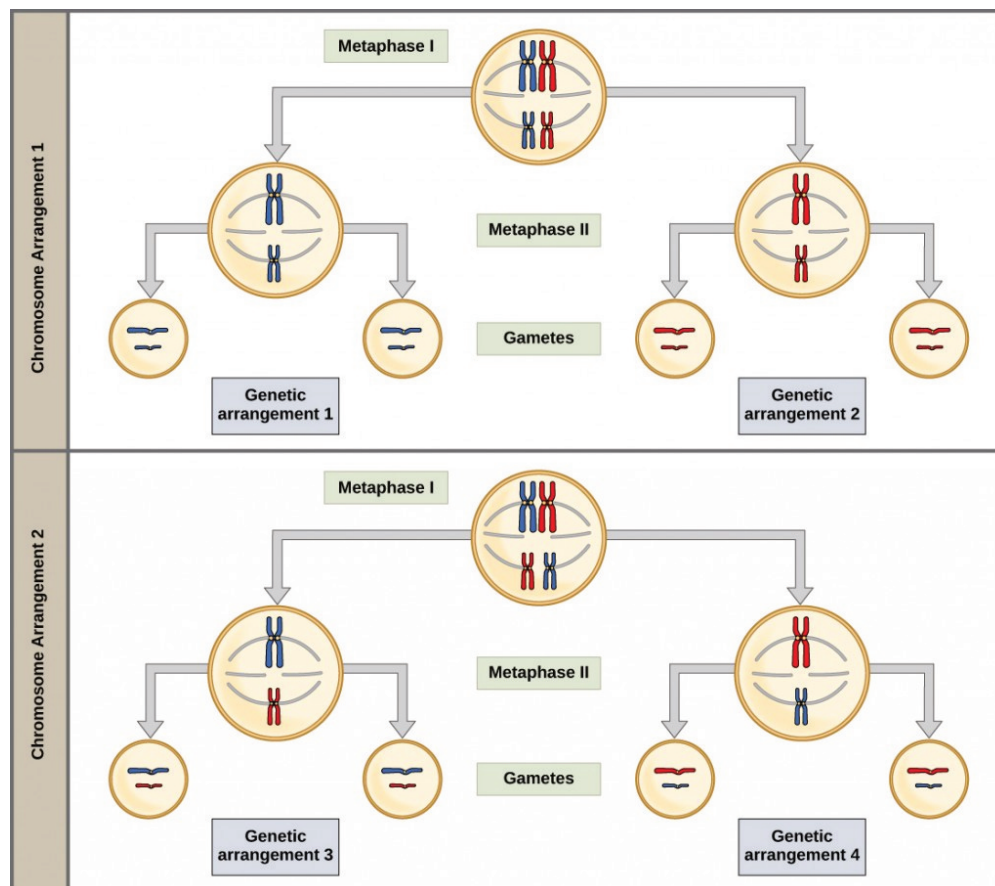 Chromosome Arrangement 1
Metaphase I
Metaphase II
Gametes
Genetic
arrangement 1
Genetic
arrangement 2
Chromosome Arrangement 2
Metaphase I
Metaphase II
Gametes
Genetic
arrangement 3
Genetic
arrangement 4